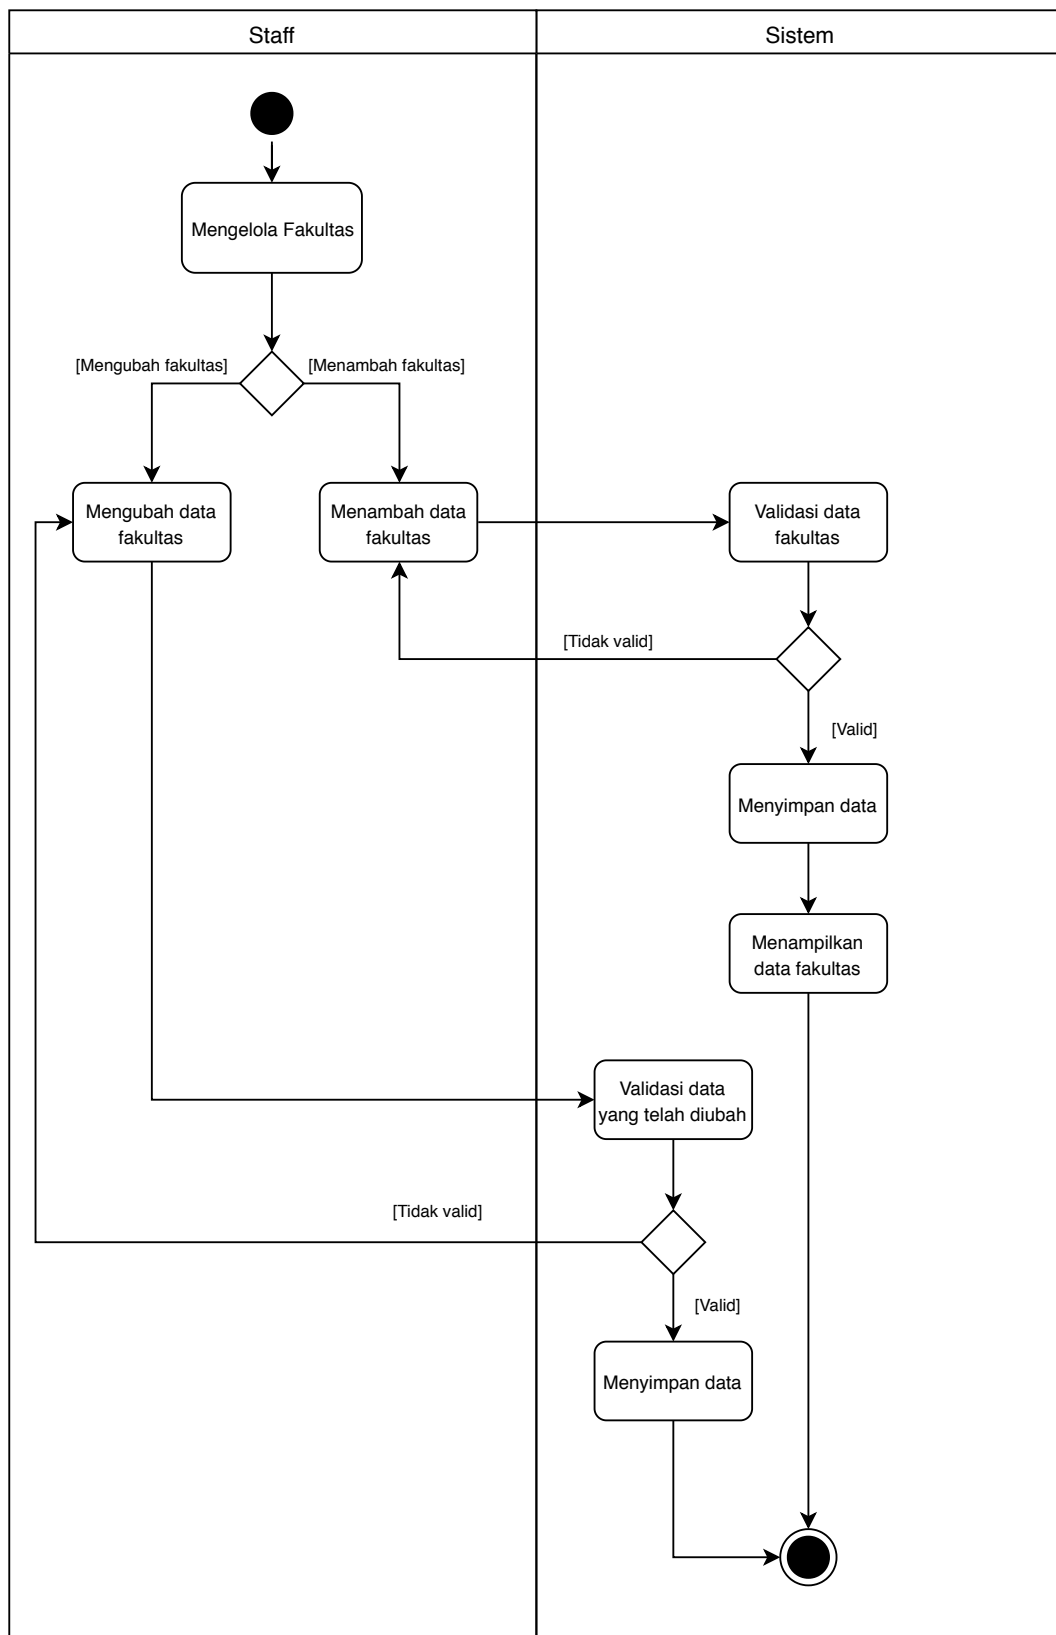 Staff
Sistem
Mengelola Fakultas
[Mengubah fakultas]
[Menambah fakultas]
Mengubah data
fakultas
Menambah data
fakultas
Validasi data
fakultas
[Tidak valid]
[Valid]
Menyimpan data
Menampilkan
data fakultas
Validasi data
yang telah diubah
[Tidak valid]
[Valid]
Menyimpan data